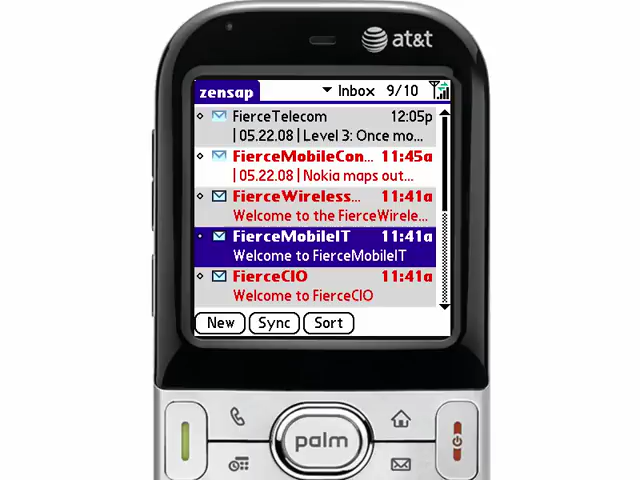 at&t
zensap Inbox 9/10
FierceTelecom 12:05p
| 05.22.08 | Level 3: Once mo...
FierceMobileCon... 11:45a
| 05.22.08 | Nokia maps out...
FierceWireless... 11:41a
Welcome to the FierceWirele...
FierceMobileIT 11:41a
Welcome to FierceMobileIT
FierceCIO 11:41a
Welcome to FierceCIO
New Sync Sort
palm